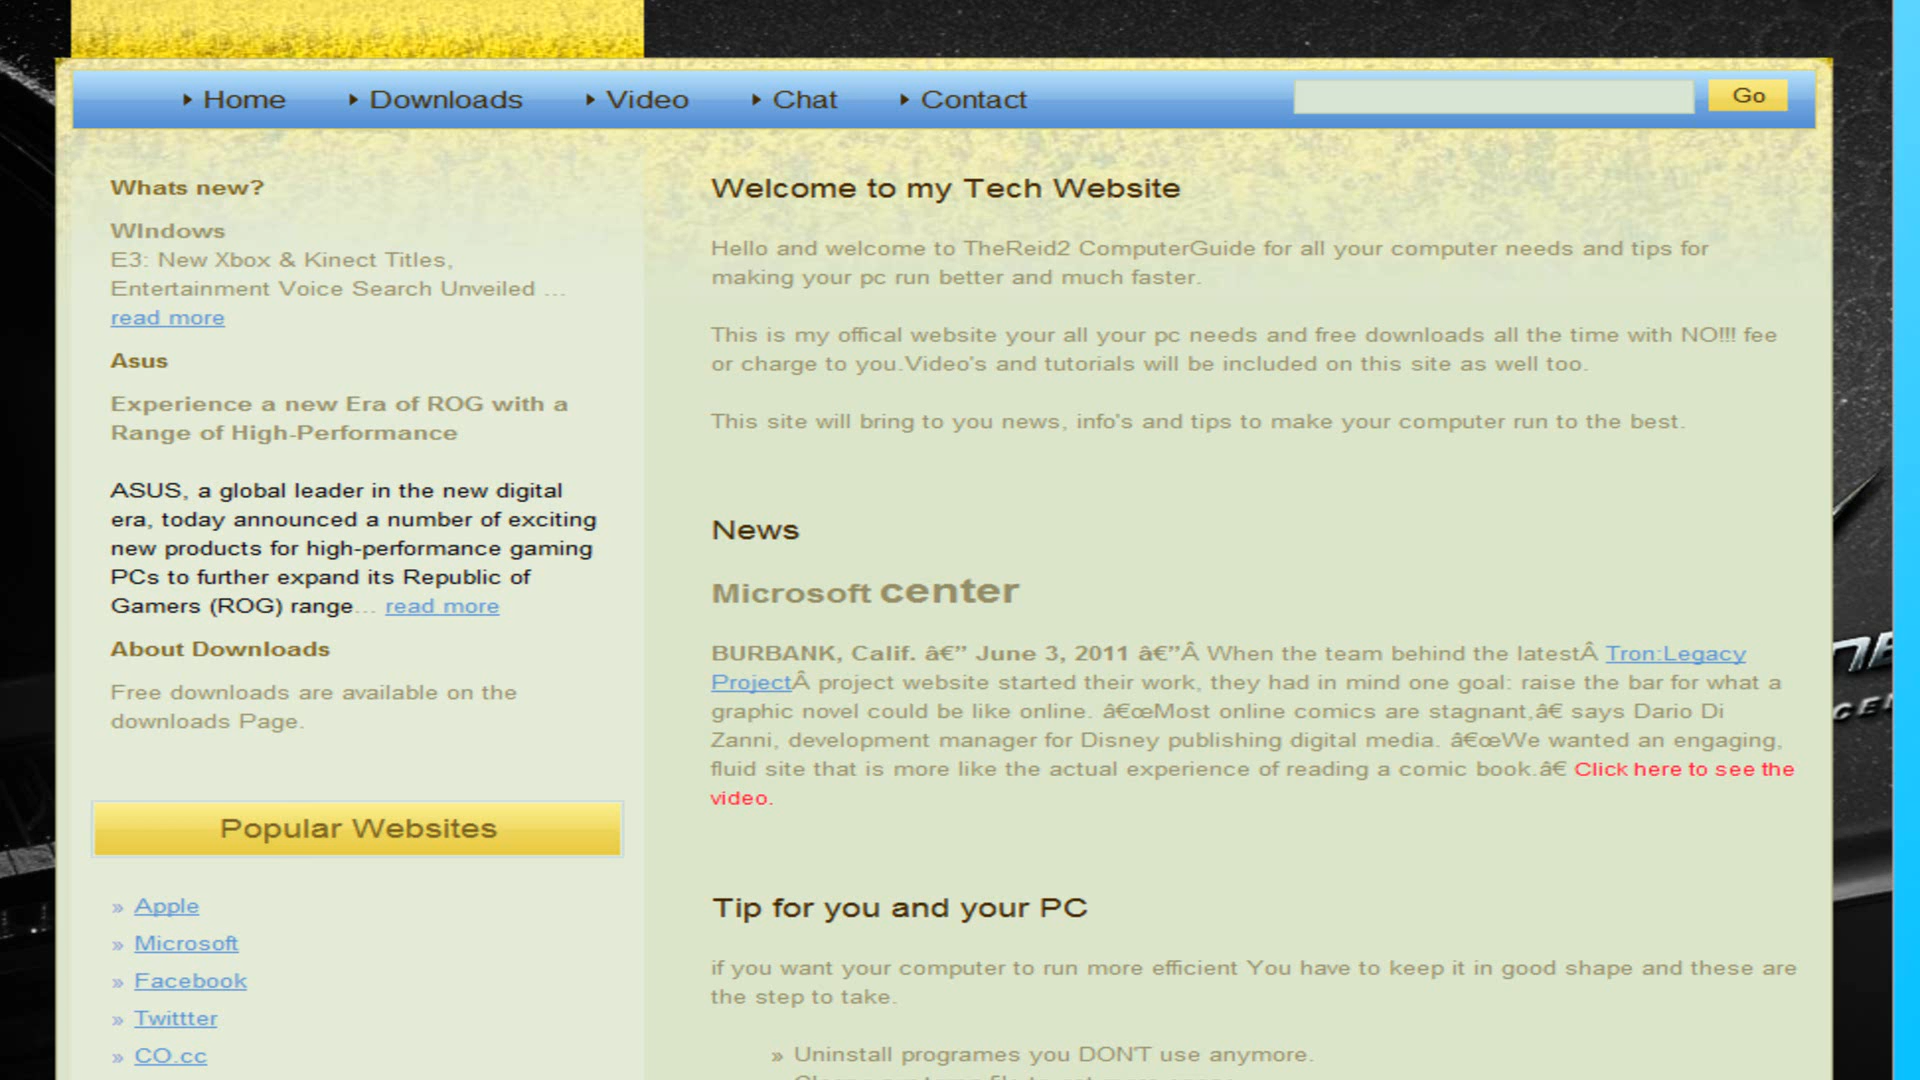 Home
Downloads
Video
Chat
Contact
Go
Whats new?
WIndows
E3: New Xbox & Kinect Titles,
Entertainment Voice Search Unveiled ...
read more
Asus
Experience a new Era of ROG with a
Range of High-Performance
ASUS, a global leader in the new digital
era, today announced a number of exciting
new products for high-performance gaming
PCs to further expand its Republic of
Gamers (ROG) range... read more
About Downloads
Free downloads are available on the
downloads Page.
Popular Websites
» Apple
» Microsoft
» Facebook
» Twittter
» CO.cc
Welcome to my Tech Website
Hello and welcome to TheReid2 ComputerGuide for all your computer needs and tips for
making your pc run better and much faster.
This is my offical website your all your pc needs and free downloads all the time with NO!!! fee
or charge to you.Video's and tutorials will be included on this site as well too.
This site will bring to you news, info's and tips to make your computer run to the best.
News
Microsoft center
BURBANK, Calif. â€” June 3, 2011 â€”Â When the team behind the latestÂ Tron:Legacy
ProjectÂ project website started their work, they had in mind one goal: raise the bar for what a
graphic novel could be like online. â€œMost online comics are stagnant,â€ says Dario Di
Zanni, development manager for Disney publishing digital media. â€œWe wanted an engaging,
fluid site that is more like the actual experience of reading a comic book.â€ Click here to see the
video.
Tip for you and your PC
if you want your computer to run more efficient You have to keep it in good shape and these are
the step to take.
» Uninstall programes you DON'T use anymore.